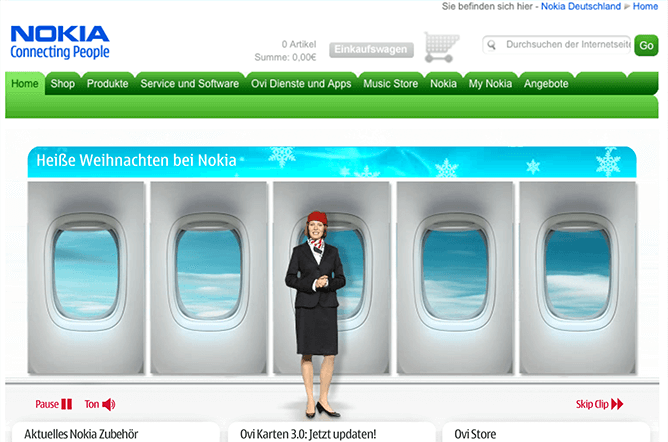 Sie befinden sich hier - Nokia Deutschland Home
NOKIA
Connecting People
0 Artikel
Summe: 0,00€
Einkaufswagen
Durchsuchen der Internetseite
Go
Home Shop Produkte Service und Software Ovi Dienste und Apps Music Store Nokia My Nokia Angebote
Heiße Weihnachten bei Nokia
Pause Ton Skip Clip
Aktuelles Nokia Zubehör Ovi Karten 3.0: Jetzt updaten! Ovi Store